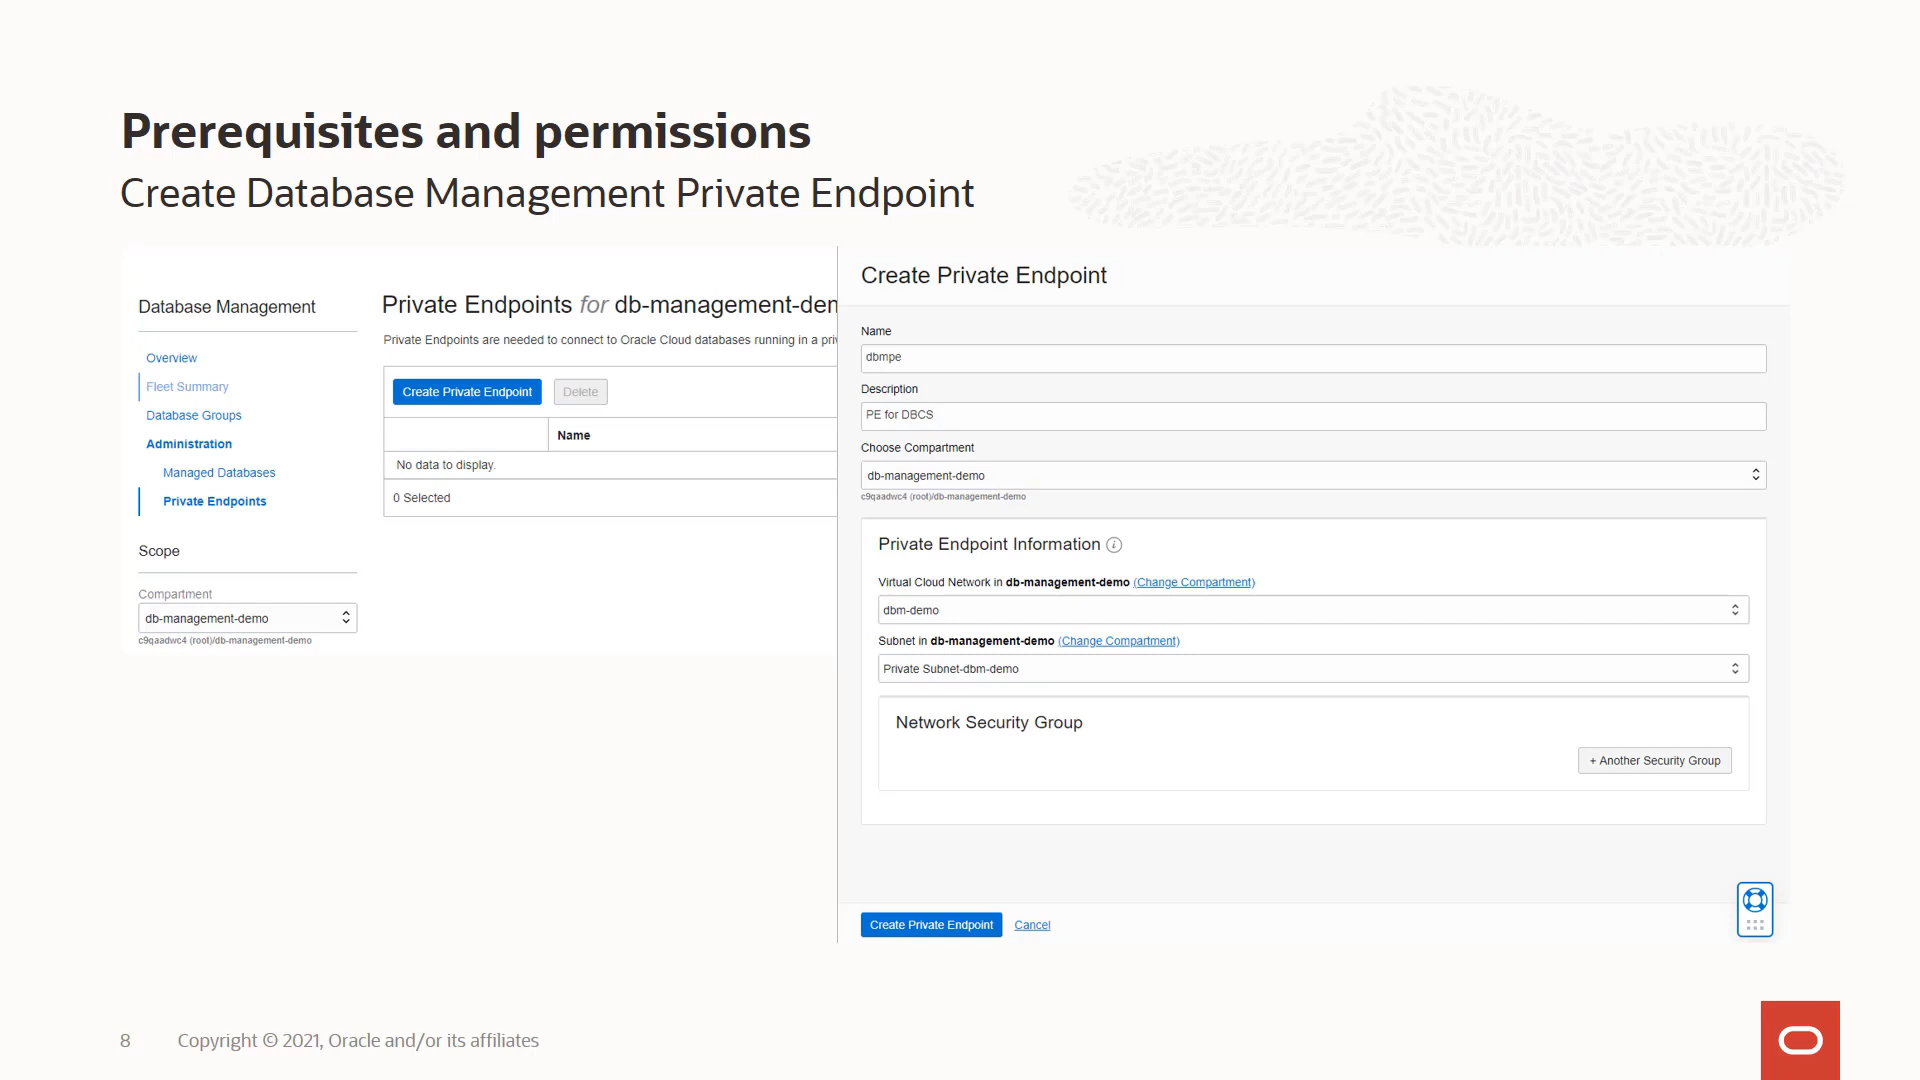 Prerequisites and permissions
Create Database Management Private Endpoint
Database Management
Overview
Fleet Summary
Database Groups
Administration
Managed Databases
Private Endpoints
Scope
Compartment
db-management-demo
c9qaadwc4 (root)/db-management-demo
Private Endpoints for db-management-dem
Private Endpoints are needed to connect to Oracle Cloud databases running in a priv
Create Private Endpoint
Delete
Name
No data to display.
0 Selected
Create Private Endpoint
Name
dbmpe
Description
PE for DBCS
Choose Compartment
db-management-demo
c9qaadwc4 (root)/db-management-demo
Private Endpoint Information i
Virtual Cloud Network in db-management-demo (Change Compartment)
dbm-demo
Subnet in db-management-demo (Change Compartment)
Private Subnet-dbm-demo
Network Security Group
+ Another Security Group
Create Private Endpoint Cancel
8 Copyright © 2021, Oracle and/or its affiliates